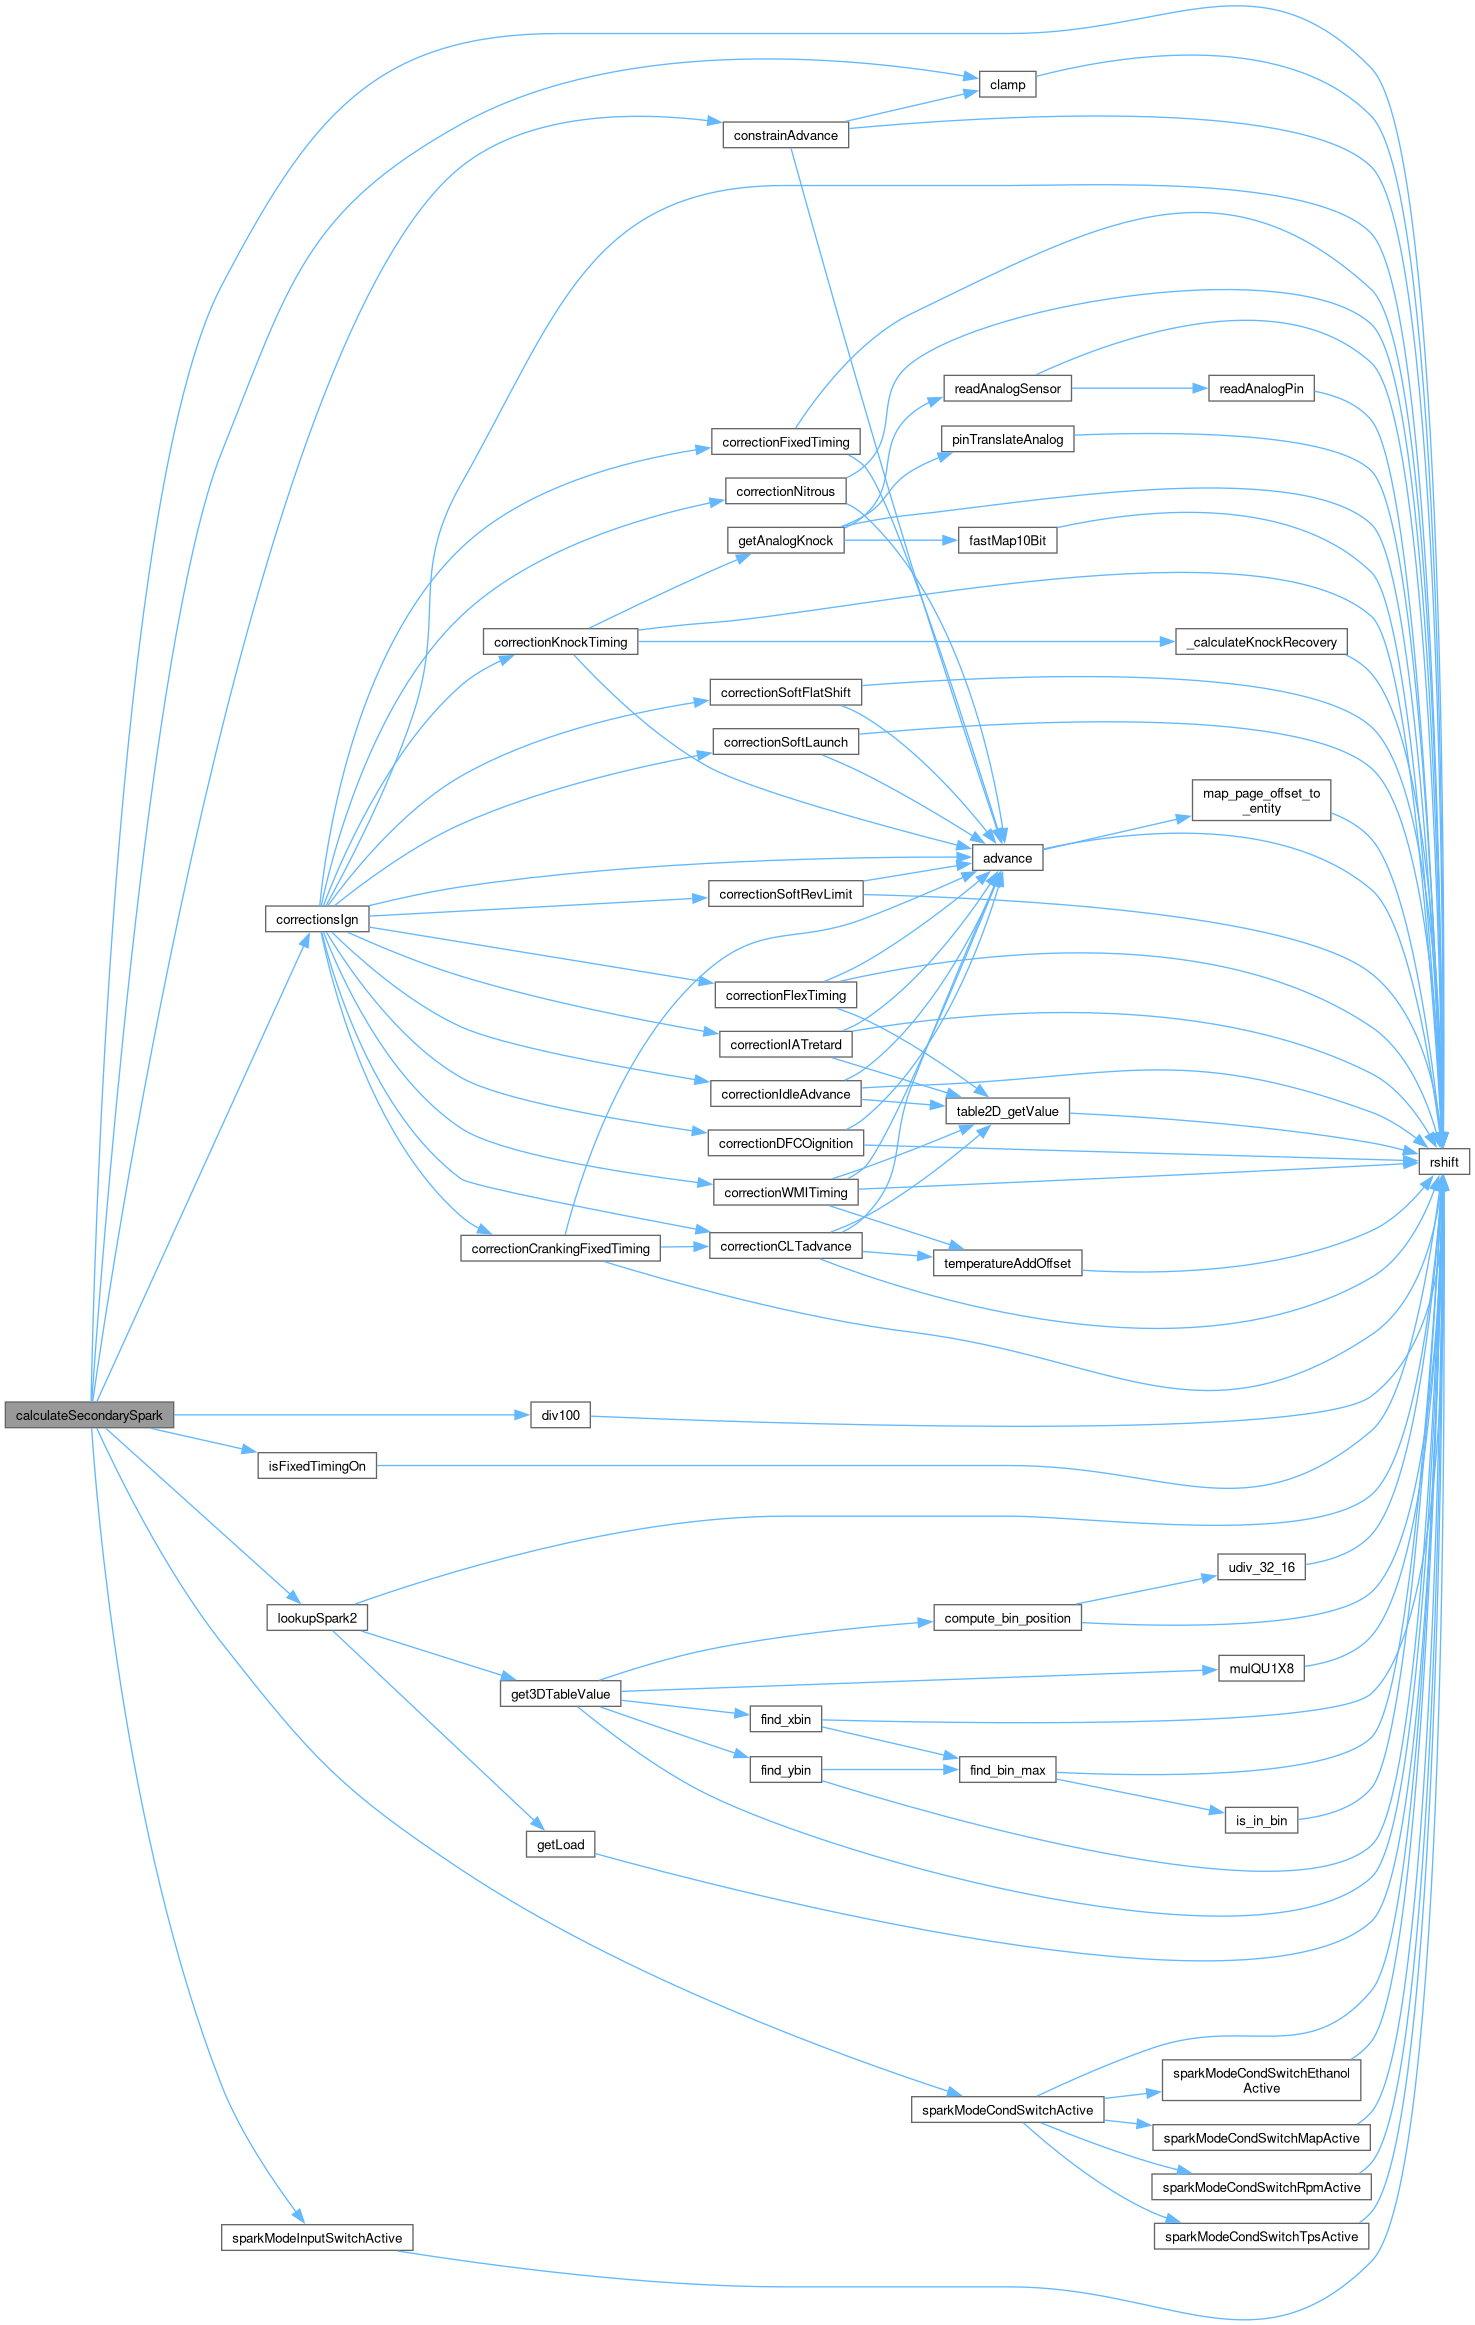 clamp
constrainAdvance
readAnalogSensor
readAnalogPin
correctionFixedTiming
pinTranslateAnalog
correctionNitrous
getAnalogKnock
fastMap10Bit
correctionKnockTiming
_calculateKnockRecovery
correctionSoftFlatShift
correctionSoftLaunch
map_page_offset_to
_entity
advance
correctionSoftRevLimit
correctionsIgn
correctionFlexTiming
correctionIATretard
correctionIdleAdvance
table2D_getValue
correctionDFCOignition
rshift
correctionWMITiming
correctionCrankingFixedTiming
correctionCLTadvance
temperatureAddOffset
calculateSecondarySpark
div100
isFixedTimingOn
udiv_32_16
lookupSpark2
compute_bin_position
mulQU1X8
get3DTableValue
find_xbin
find_ybin
find_bin_max
is_in_bin
getLoad
sparkModeCondSwitchEthanol
Active
sparkModeCondSwitchActive
sparkModeCondSwitchMapActive
sparkModeCondSwitchRpmActive
sparkModeInputSwitchActive
sparkModeCondSwitchTpsActive